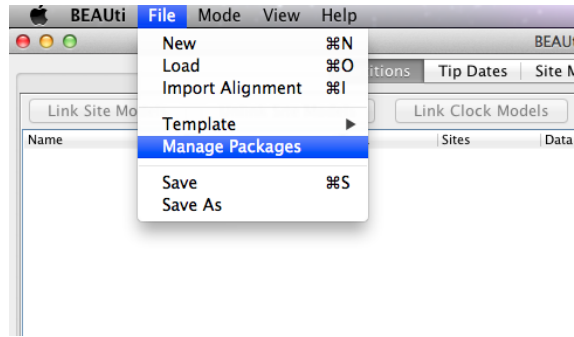 BEAUti File Mode View Help
BEAUt
New ⌘N
Load ⌘O
Import Alignment ⌘I
Template ▶
Manage Packages
Save ⌘S
Save As
itions Tip Dates Site M
Link Site Mo Link Clock Models
Name Sites Data